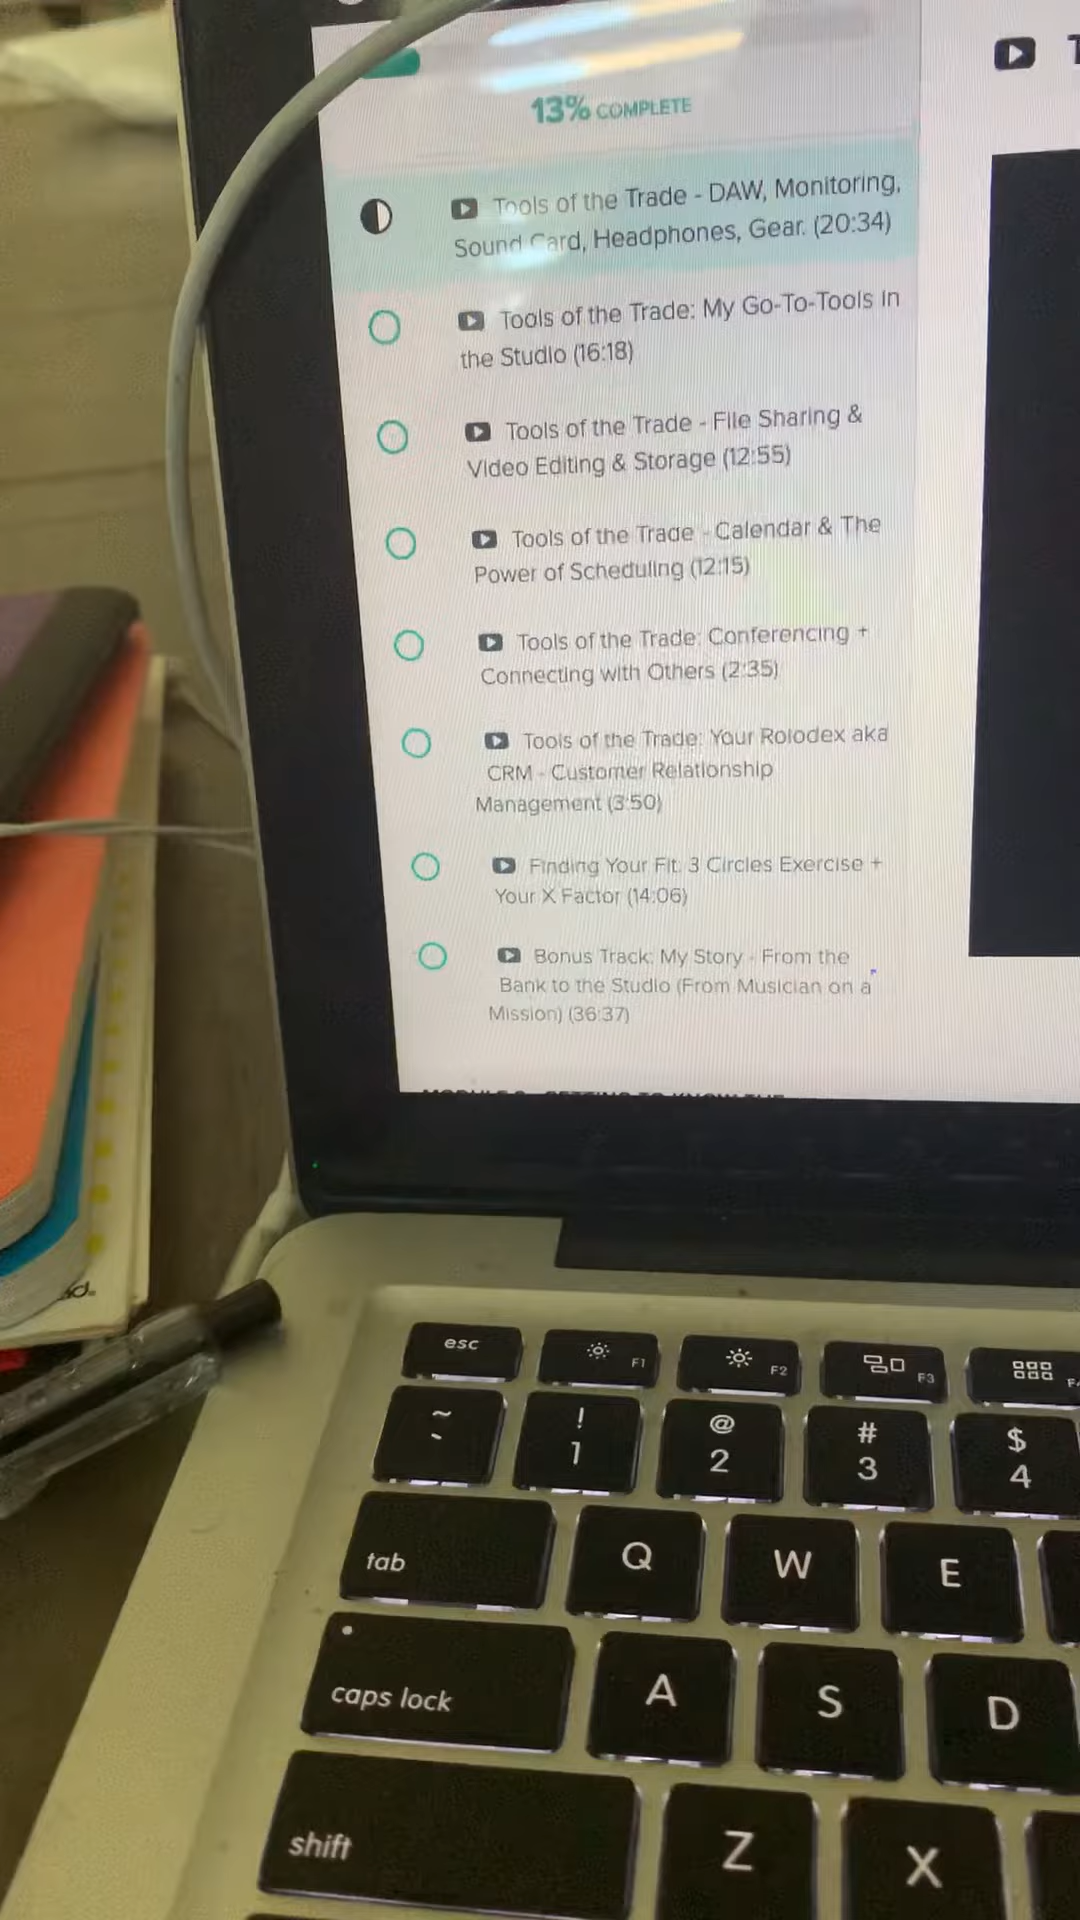 13% COMPLETE
Tools of the Trade - DAW, Monitoring,
Sound Card, Headphones, Gear. (20:34)
Tools of the Trade: My Go-To-Tools in
the Studio (16:18)
Tools of the Trade - File Sharing &
Video Editing & Storage (12:55)
Tools of the Trade - Calendar & The
Power of Scheduling (12:15)
Tools of the Trade: Conferencing +
Connecting with Others (2:35)
Tools of the Trade: Your Rolodex aka
CRM - Customer Relationship
Management (3:50)
Finding Your Fit: 3 Circles Exercise +
Your X Factor (14:06)
Bonus Track: My Story - From the
Bank to the Studio (From Musician on a
Mission) (36:37)
esc F1 F2 F3
~ ! @ # $
` 1 2 3 4
tab Q W E
caps lock A S D
shift Z X